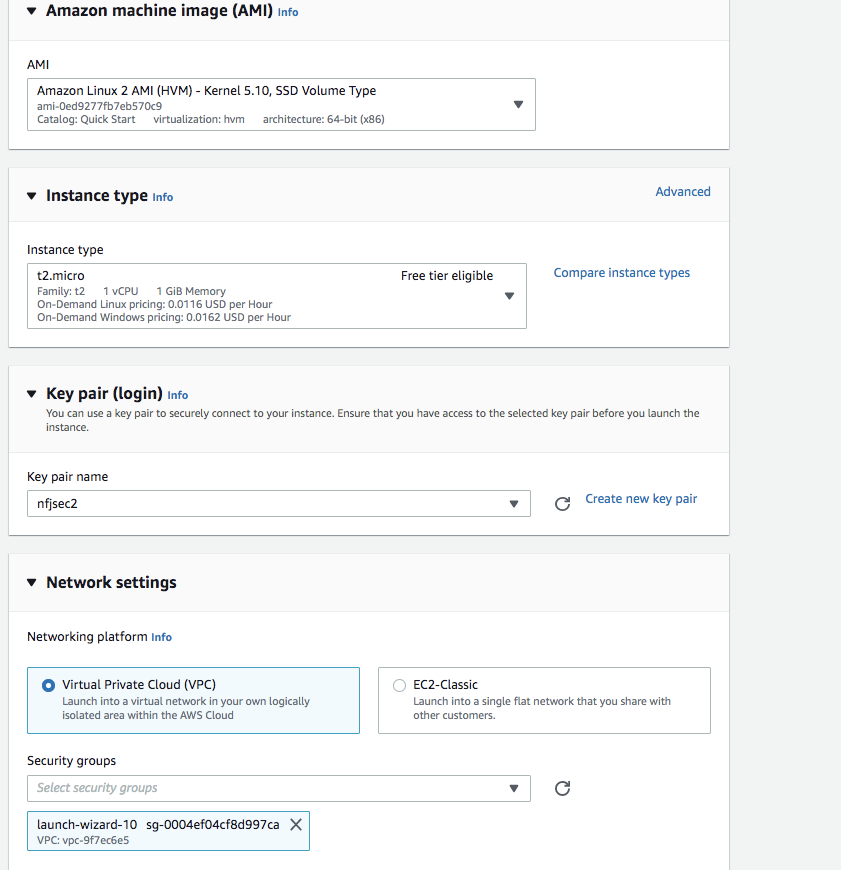 Amazon machine image (AMI) Info
AMI
Amazon Linux 2 AMI (HVM) - Kernel 5.10, SSD Volume Type
ami-0ed9277fb7eb570c9
Catalog: Quick Start virtualization: hvm architecture: 64-bit (x86)
Instance type Info
Advanced
Instance type
t2.micro Free tier eligible
Family: t2 1 vCPU 1 GiB Memory
On-Demand Linux pricing: 0.0116 USD per Hour
On-Demand Windows pricing: 0.0162 USD per Hour
Compare instance types
Key pair (login) Info
You can use a key pair to securely connect to your instance. Ensure that you have access to the selected key pair before you launch the
instance.
Key pair name
nfjsec2
Create new key pair
Network settings
Networking platform Info
Virtual Private Cloud (VPC)
Launch into a virtual network in your own logically
isolated area within the AWS Cloud
EC2-Classic
Launch into a single flat network that you share with
other customers.
Security groups
Select security groups
launch-wizard-10 sg-0004ef04cf8d997ca
VPC: vpc-9f7ec6e5